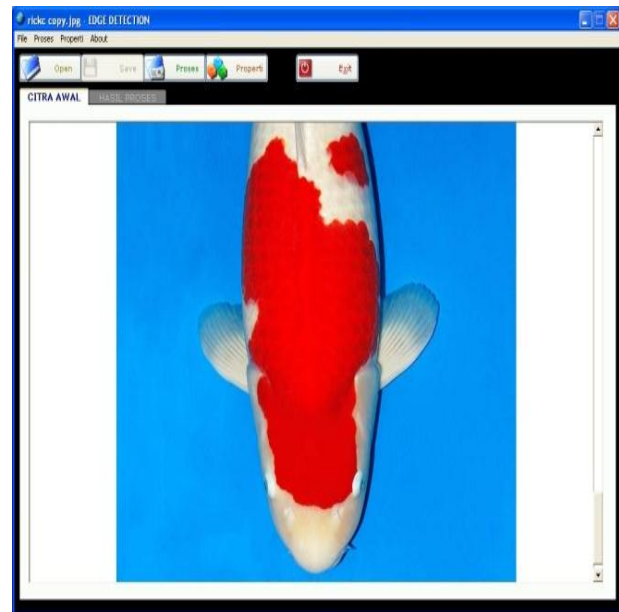 rickc copy.jpg - EDGE DETECTION
File Proses Properti About
Open Save Proses Properti Exit
CITRA AWAL HASIL PROSES